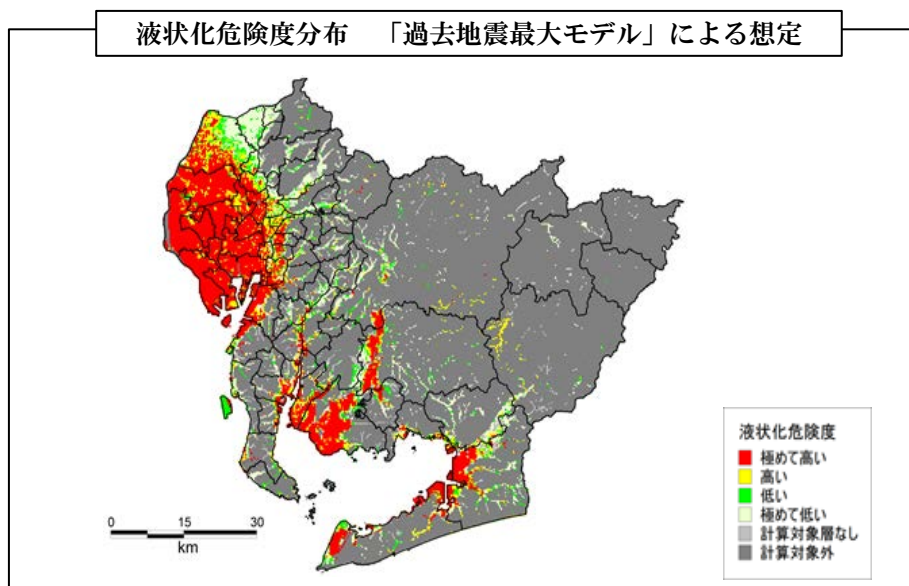 液状化危険度分布　「過去地震最大モデル」による想定
液状化危険度
極めて高い
高い
低い
極めて低い
計算対象層なし
計算対象外
0 15 30
km